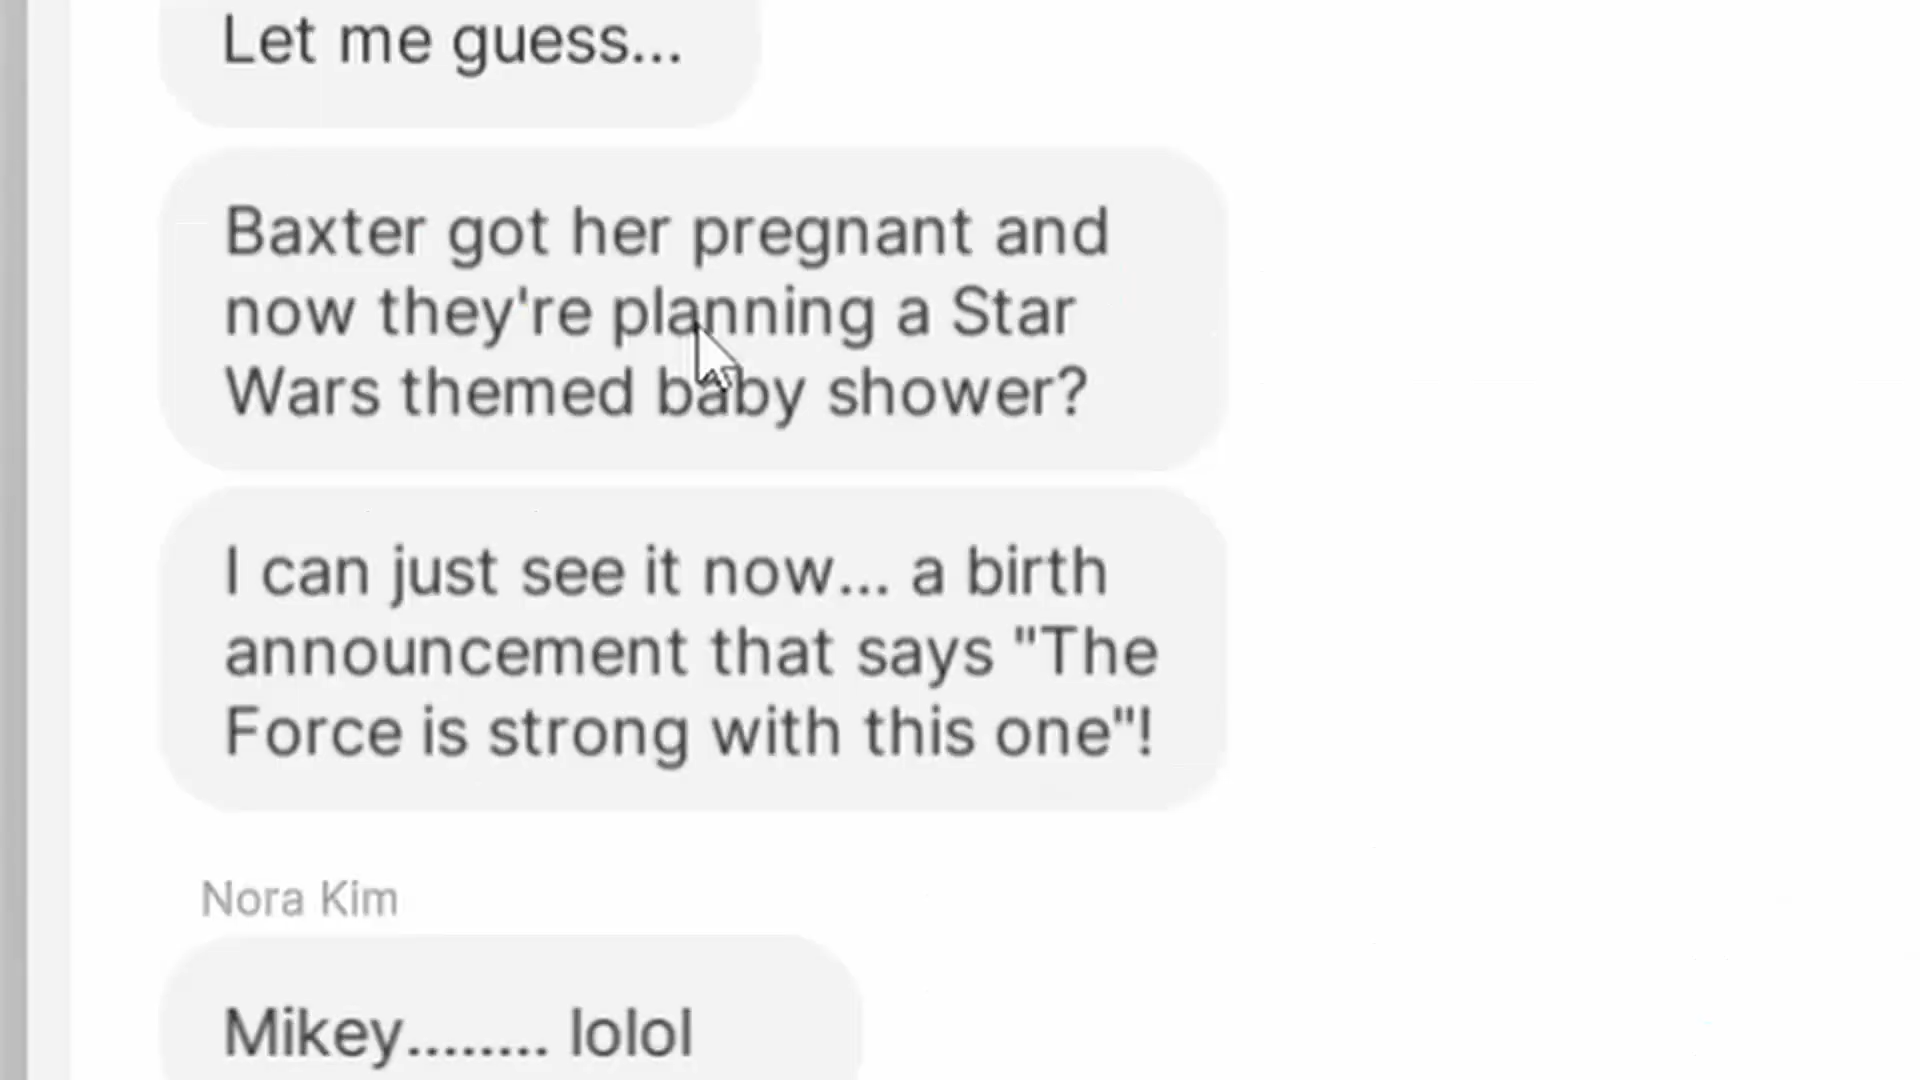 Let me guess...
Baxter got her pregnant and
now they're planning a Star
Wars themed baby shower?
I can just see it now... a birth
announcement that says "The
Force is strong with this one"!
Nora Kim
Mikey........ lolol